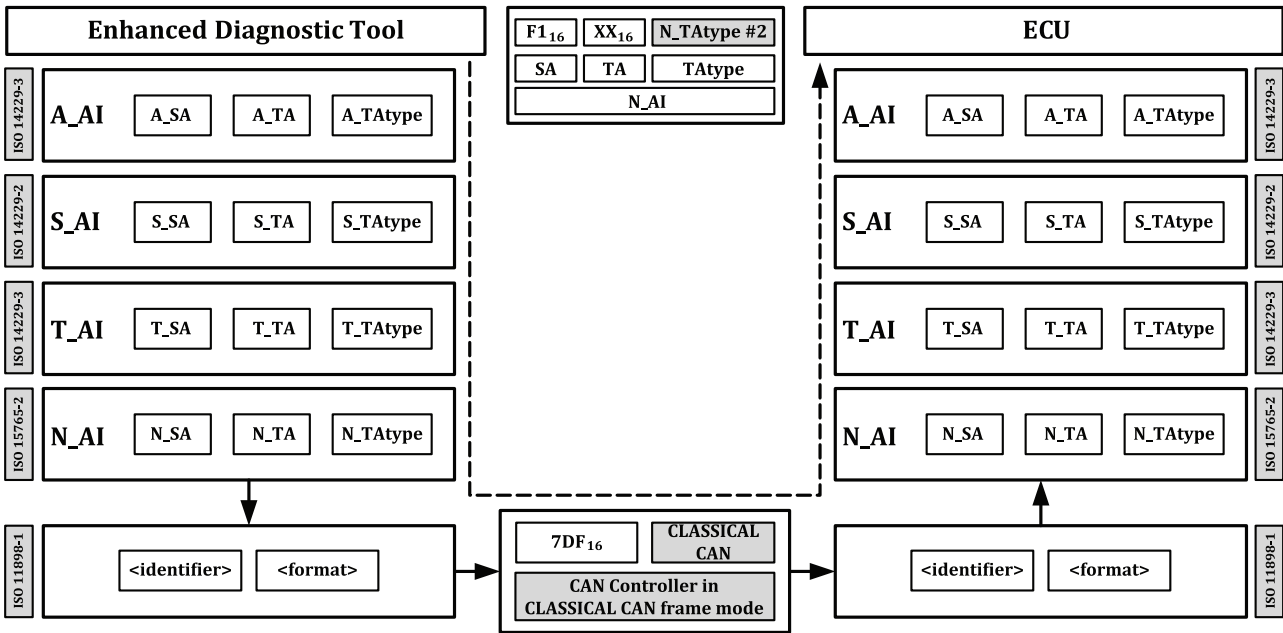 Enhanced Diagnostic Tool
ISO 14229-3
A_AI A_SA A_TA A_TAtype
ISO 14229-2
S_AI S_SA S_TA S_TAtype
ISO 14229-3
T_AI T_SA T_TA T_TAtype
ISO 15765-2
N_AI N_SA N_TA N_TAtype
ISO 11898-1
<identifier> <format>
F1₁₆ XX₁₆ N_TAtype #2
SA TA TAtype
N_AI
7DF₁₆
CLASSICAL
CAN
CAN Controller in
CLASSICAL CAN frame mode
ECU
A_AI A_SA A_TA A_TAtype
ISO 14229-3
S_AI S_SA S_TA S_TAtype
ISO 14229-2
T_AI T_SA T_TA T_TAtype
ISO 14229-3
N_AI N_SA N_TA N_TAtype
ISO 15765-2
<identifier> <format>
ISO 11898-1